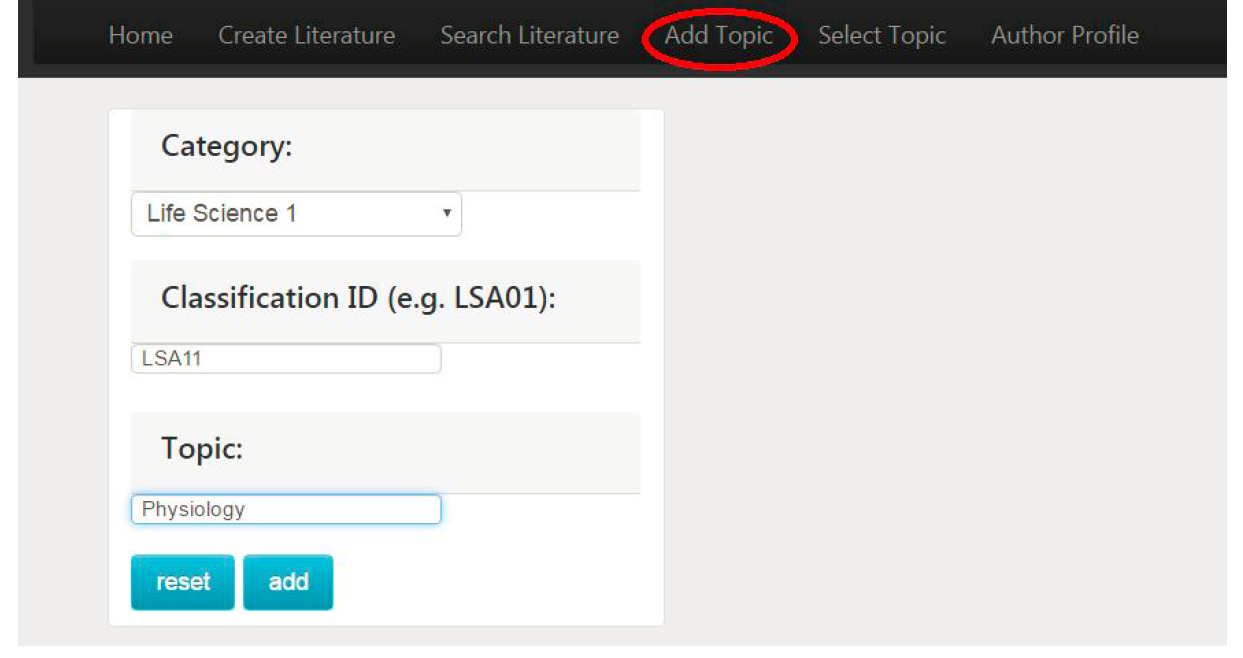 Home Create Literature Search Literature Add Topic Select Topic Author Profile
Category:
Life Science 1
Classification ID (e.g. LSA01):
LSA11
Topic:
Physiology
reset add